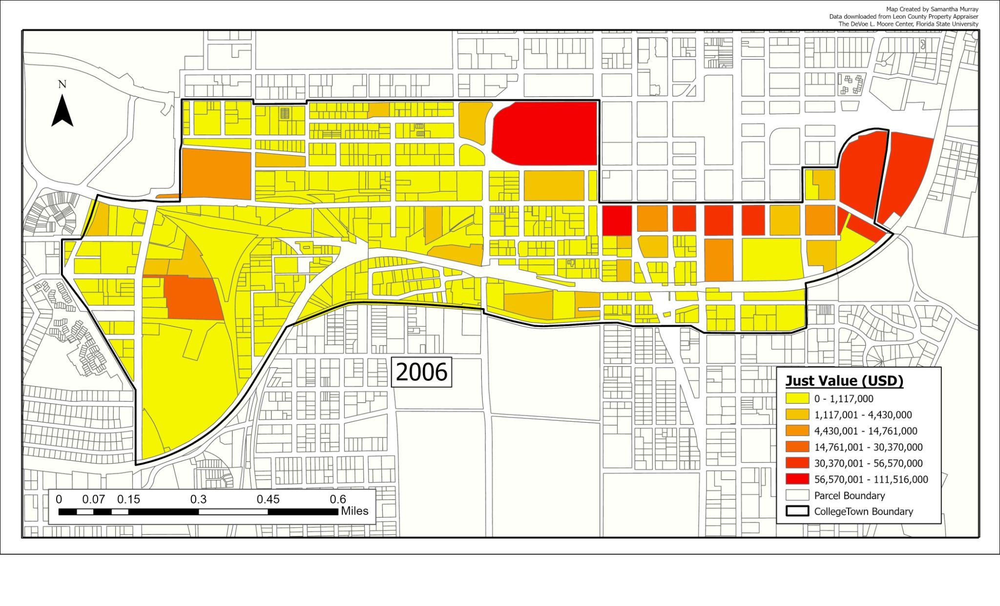 Map Created by Samantha Murray
Data downloaded from Leon County Property Appraiser
The DeVoe L. Moore Center, Florida State University
N
2006
Just Value (USD)
0 - 1,117,000
1,117,001 - 4,430,000
4,430,001 - 14,761,000
14,761,001 - 30,370,000
30,370,001 - 56,570,000
56,570,001 - 111,516,000
Parcel Boundary
CollegeTown Boundary
0 0.07 0.15 0.3 0.45 0.6
Miles